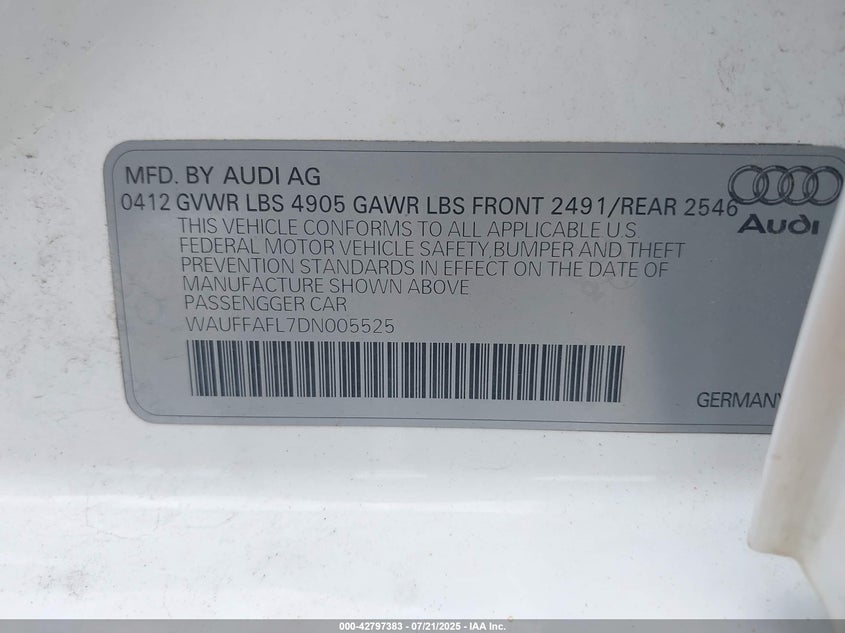 MFD. BY AUDI AG
0412 GVWR LBS 4905 GAWR LBS FRONT 2491/REAR 2546
Audi
THIS VEHICLE CONFORMS TO ALL APPLICABLE U.S.
FEDERAL MOTOR VEHICLE SAFETY,BUMPER AND THEFT
PREVENTION STANDARDS IN EFFECT ON THE DATE OF
MANUFACTURE SHOWN ABOVE
PASSENGGER CAR
WAUFFAFL7DN005525
GERMANY
000-42797383 - 07/21/2025 - IAA Inc.